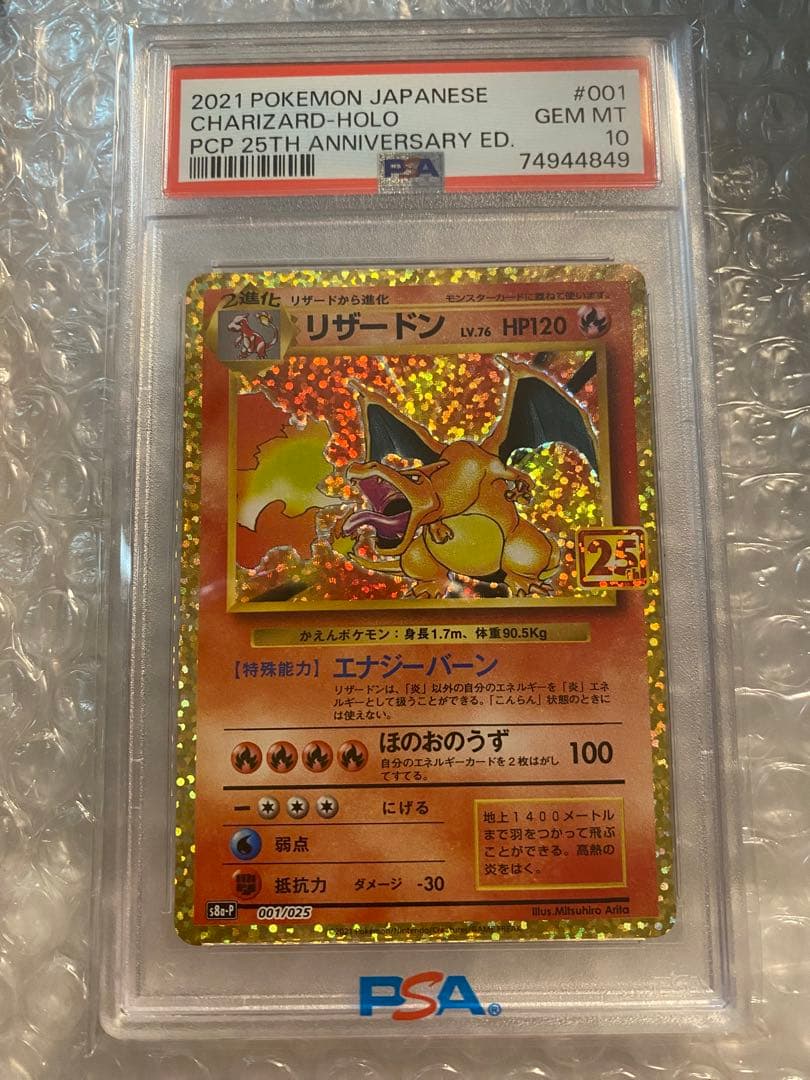 2021 POKEMON JAPANESE #001
CHARIZARD-HOLO GEM MT
PCP 25TH ANNIVERSARY ED. 10
PSA 74944849
2進化 リザードから進化 モンスターカードに重ねて使います。
リザードン LV.76 HP120
25th
かえんポケモン:身長1.7m、体重90.5Kg
【特殊能力】エナジーバーン
リザードンは、「炎」以外の自分のエネルギーを「炎」エネ
ルギーとして扱うことができる。「こんらん」状態のときに
は使えない。
ほのおのうず 100
自分のエネルギーカードを2枚はがし
てすてる。
にげる
弱点
抵抗力 ダメージ -30
地上1400メートル
まで羽をつかって飛ぶ
ことができる。高熱の
炎をはく。
s8a-P 001/025
Illus.Mitsuhiro Arita
©2021 Pokémon/Nintendo/Creatures/GAME FREAK
PSA®